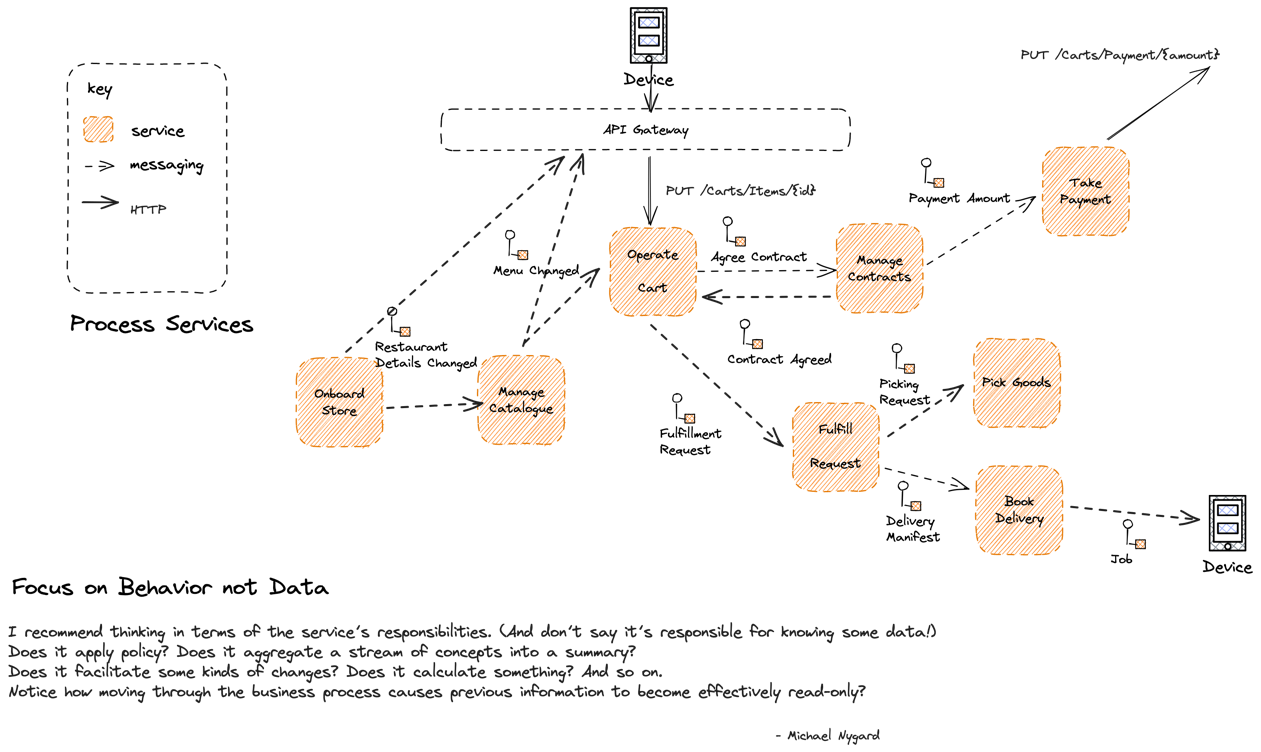 Device
PUT /Carts/Payment/{amount}
key
service
messaging
HTTP
Process Services
API Gateway
PUT /Carts/Items/{id}
Payment Amount
Take
Payment
Menu Changed
Operate
Cart
Agree Contract
Manage
Contracts
Contract Agreed
Restaurant
Details Changed
Onboard
Store
Manage
Catalogue
Fulfillment
Request
Picking
Request
Pick Goods
Fulfill
Request
Delivery
Manifest
Book
Delivery
Job
Device
Focus on Behavior not Data
I recommend thinking in terms of the service's responsibilities. (And don't say it's responsible for knowing some data!)
Does it apply policy? Does it aggregate a stream of concepts into a summary?
Does it facilitate some kinds of changes? Does it calculate something? And so on.
Notice how moving through the business process causes previous information to become effectively read-only?
- Michael Nygard